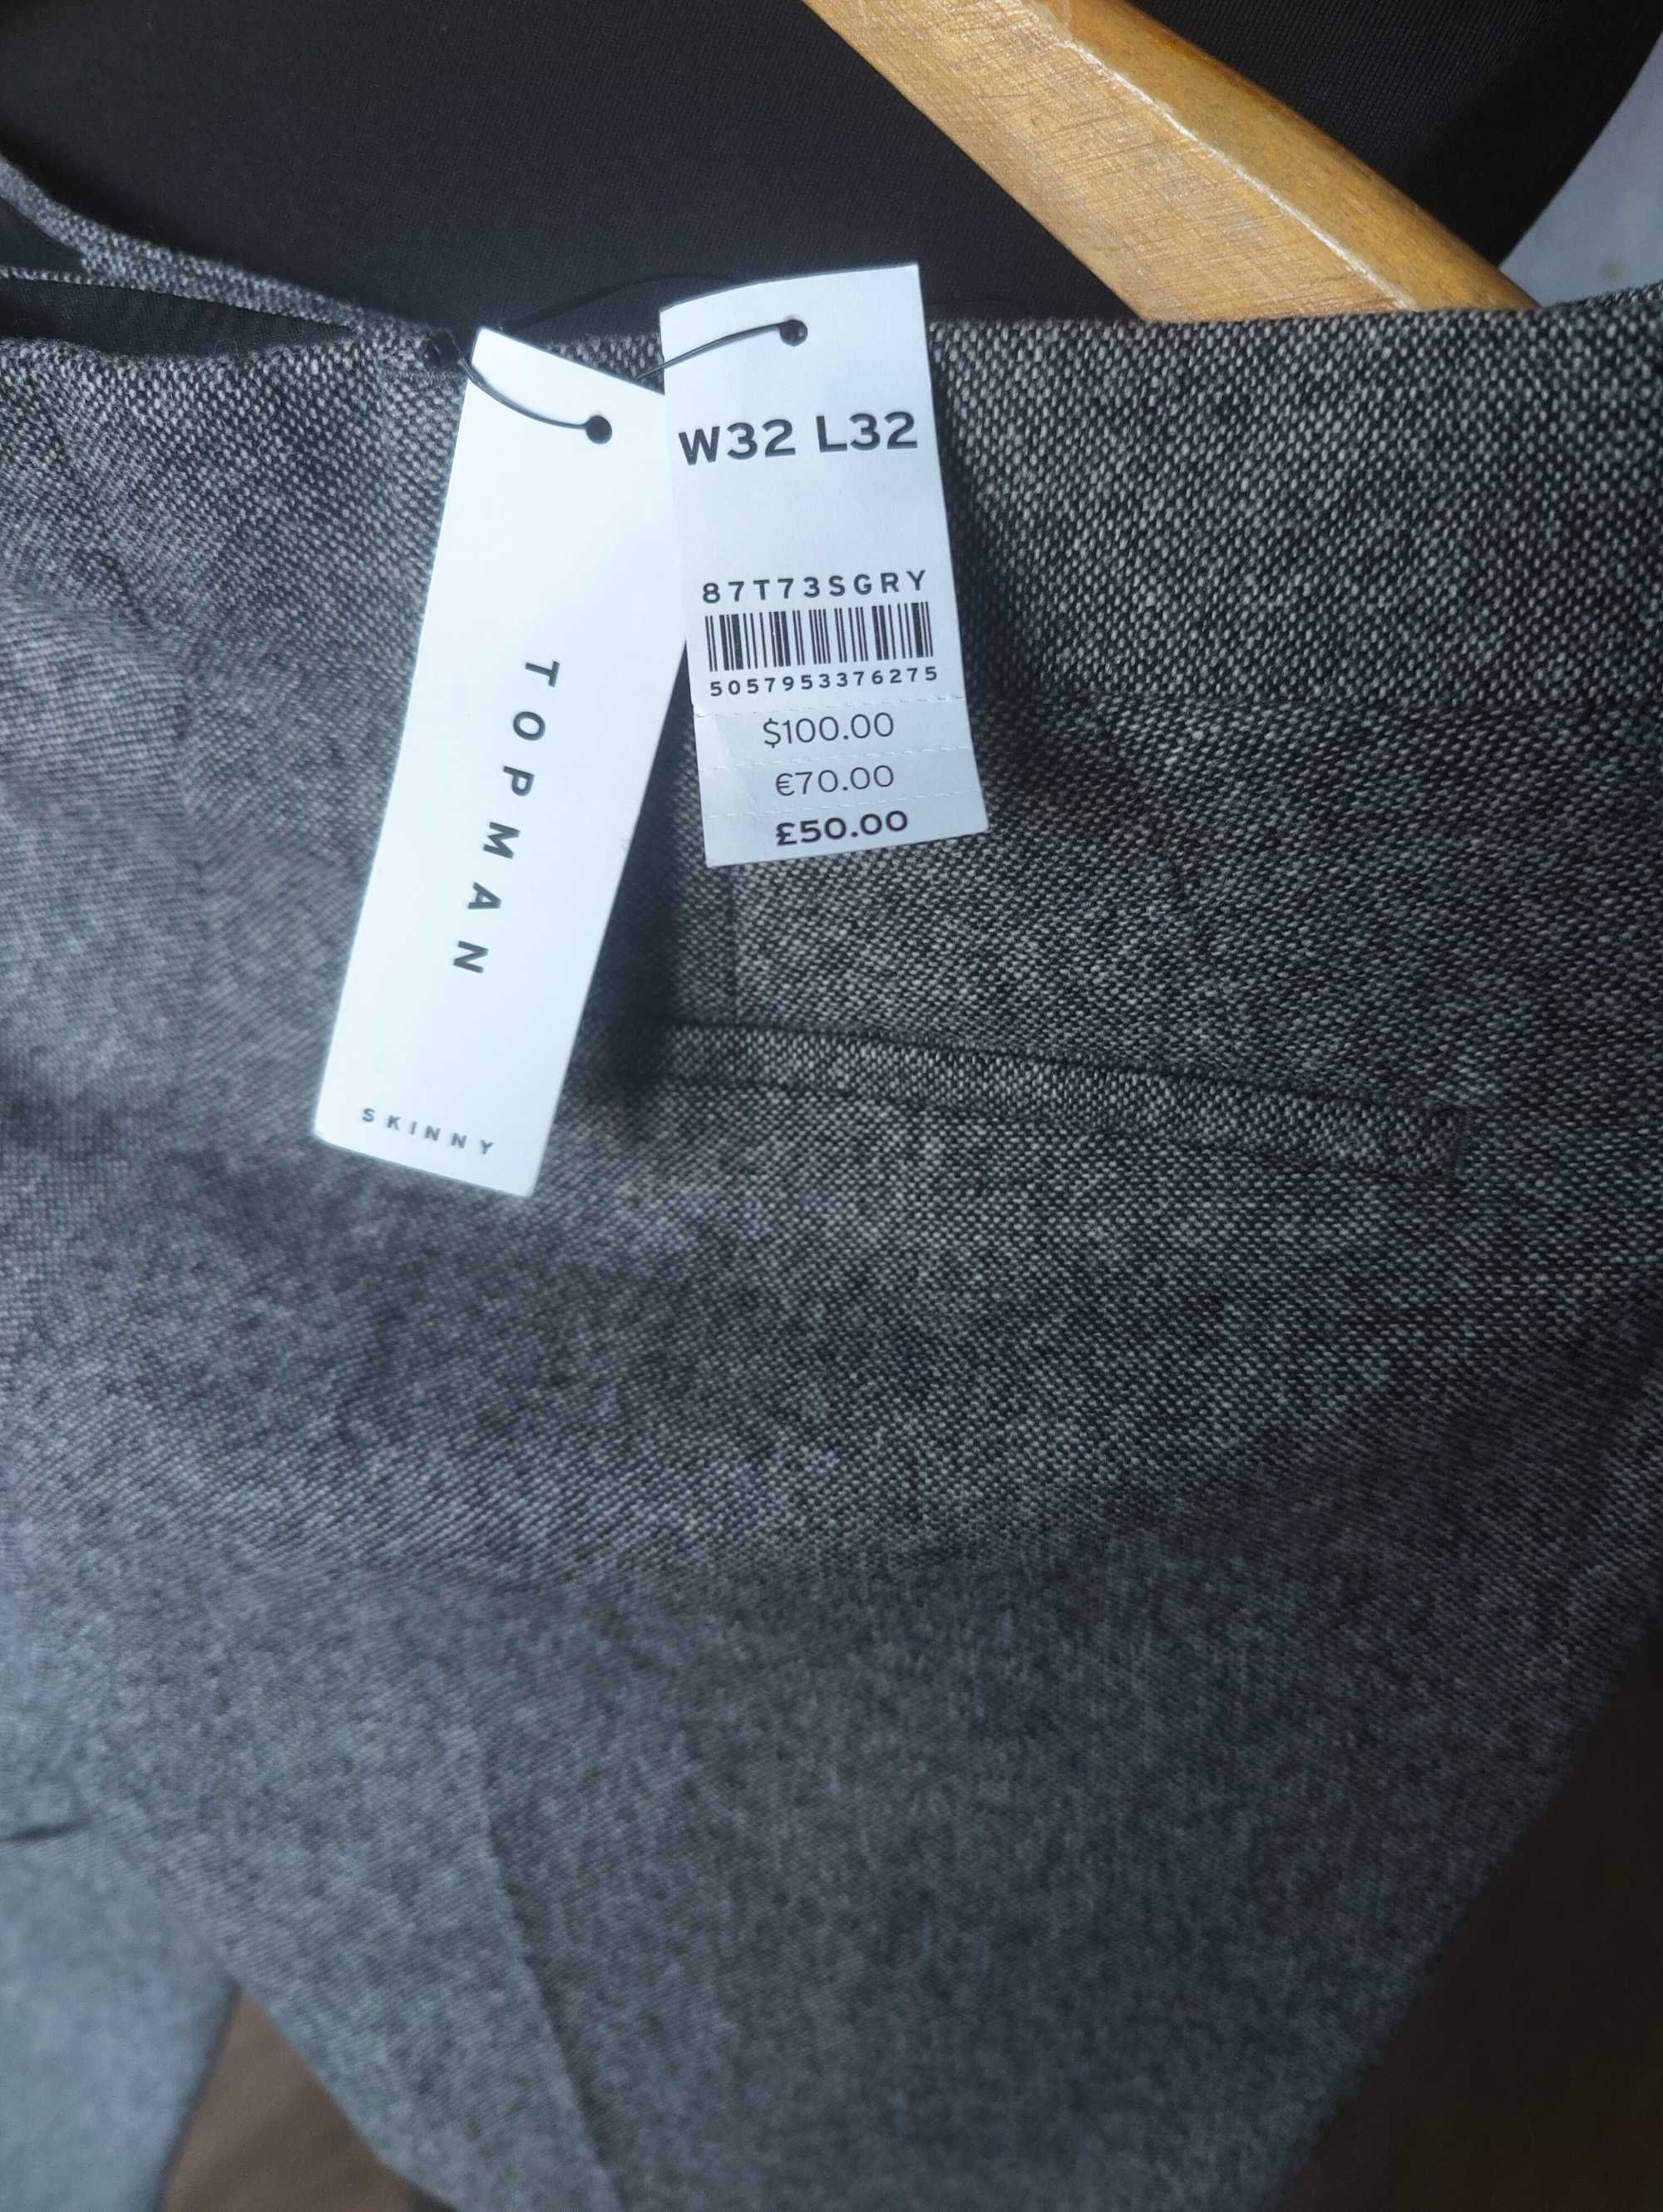 TOPMAN
SKINNY
W32 L32
87T73SGRY
5057953376275
$100.00
€70.00
£50.00